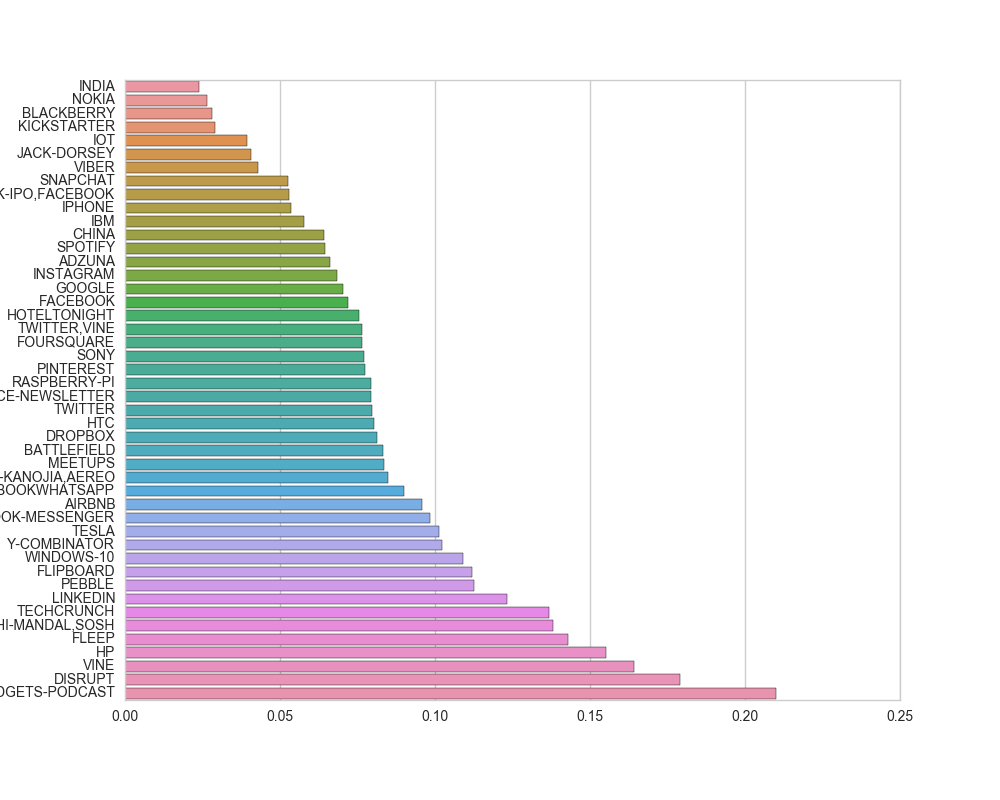 INDIA
NOKIA
BLACKBERRY
KICKSTARTER
IOT
JACK-DORSEY
VIBER
SNAPCHAT
K-IPO,FACEBOOK
IPHONE
IBM
CHINA
SPOTIFY
ADZUNA
INSTAGRAM
GOOGLE
FACEBOOK
HOTELTONIGHT
TWITTER,VINE
FOURSQUARE
SONY
PINTEREST
RASPBERRY-PI
CE-NEWSLETTER
TWITTER
HTC
DROPBOX
BATTLEFIELD
MEETUPS
-KANOJIA,AEREO
BOOKWHATSAPP
AIRBNB
OOK-MESSENGER
TESLA
Y-COMBINATOR
WINDOWS-10
FLIPBOARD
PEBBLE
LINKEDIN
TECHCRUNCH
HI-MANDAL,SOSH
FLEEP
HP
VINE
DISRUPT
DGETS-PODCAST
0.00 0.05 0.10 0.15 0.20 0.25